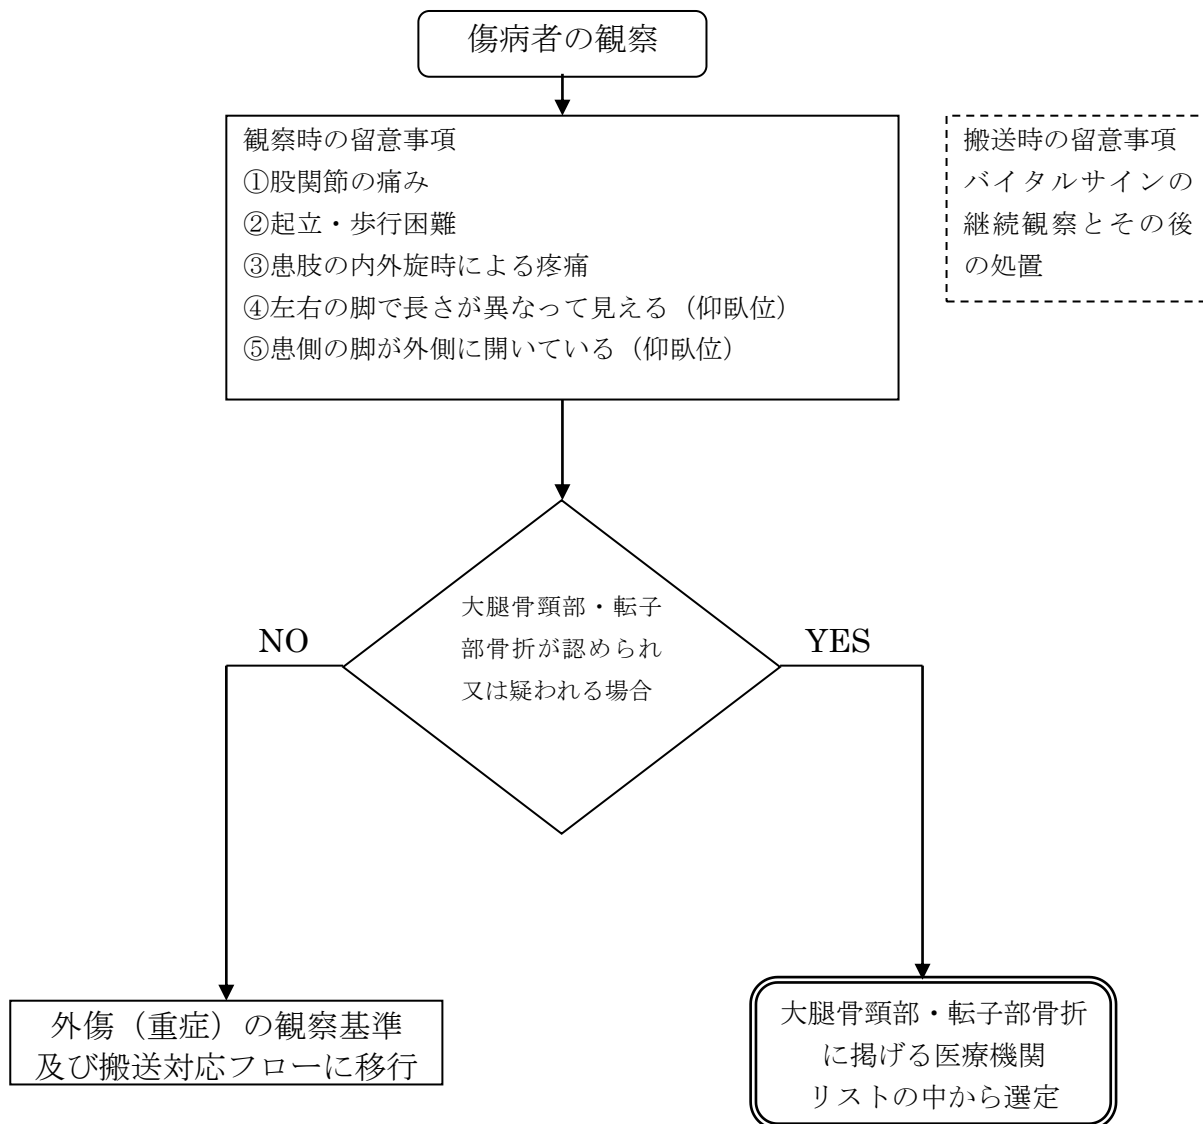 傷病者の観察
観察時の留意事項
①股関節の痛み
②起立・歩行困難
③患肢の内外旋時による疼痛
④左右の脚で長さが異なって見える（仰臥位）
⑤患側の脚が外側に開いている（仰臥位）
搬送時の留意事項
バイタルサインの
継続観察とその後
の処置
大腿骨頸部・転子
部骨折が認められ
又は疑われる場合
NO
YES
外傷（重症）の観察基準
及び搬送対応フローに移行
大腿骨頸部・転子部骨折
に掲げる医療機関
リストの中から選定